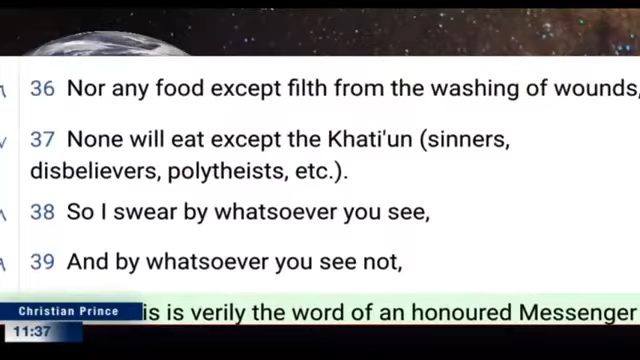 36 Nor any food except filth from the washing of wounds,
37 None will eat except the Khati'un (sinners,
disbelievers, polytheists, etc.).
38 So I swear by whatsoever you see,
39 And by whatsoever you see not,
is is verily the word of an honoured Messenger
Christian Prince
11:37